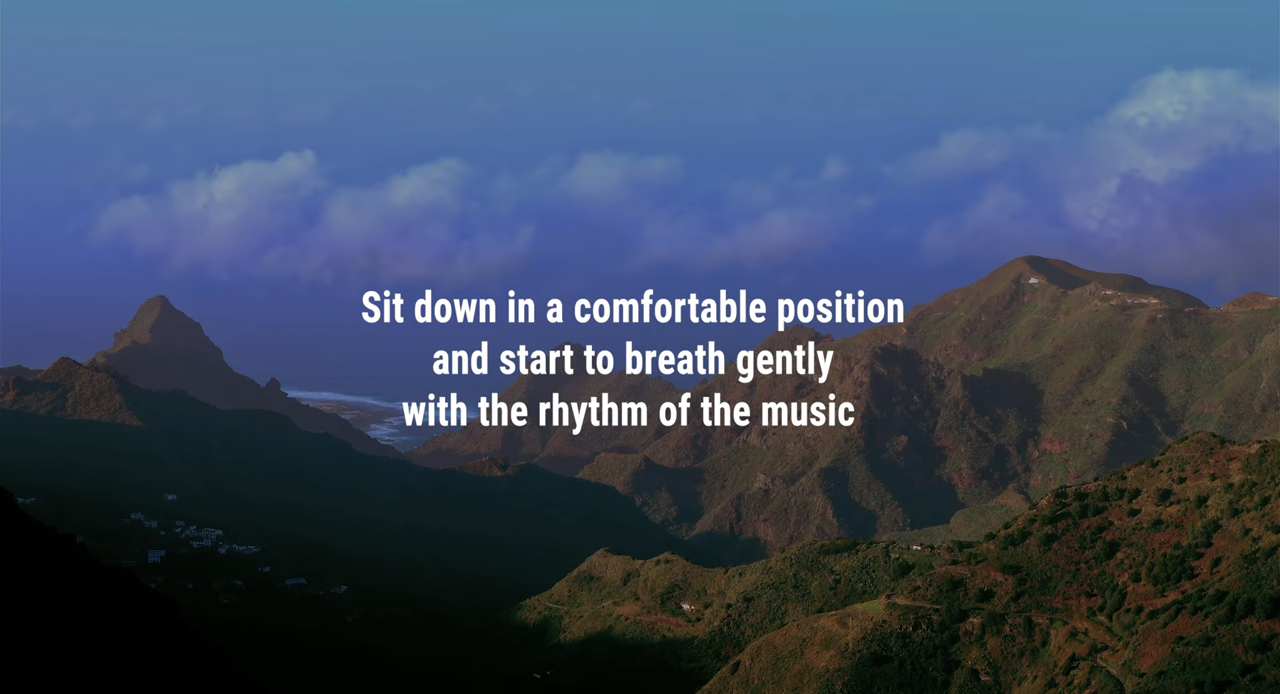 Sit down in a comfortable position
and start to breath gently
with the rhythm of the music